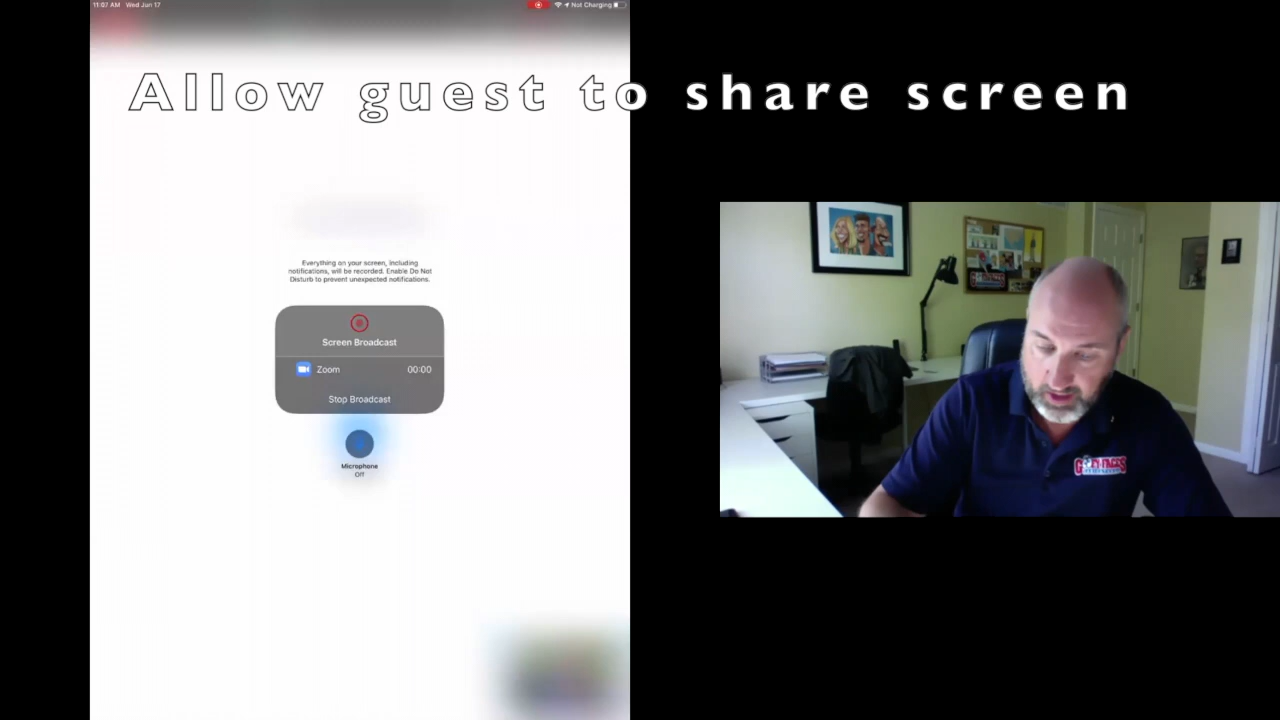 11:07 AM Wed Jun 17
Not Charging
Allow guest to share screen
Everything on your screen, including
notifications, will be recorded. Enable Do Not
Disturb to prevent unexpected notifications.
Screen Broadcast
Zoom 00:00
Stop Broadcast
Microphone
Off